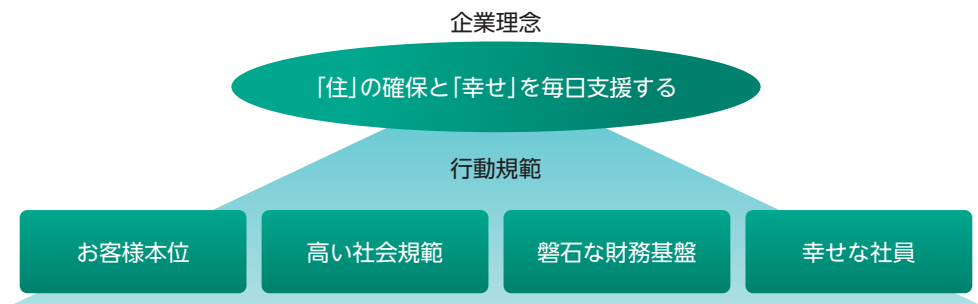 企業理念
「住」の確保と「幸せ」を毎日支援する
行動規範
お客様本位
高い社会規範
磐石な財務基盤
幸せな社員